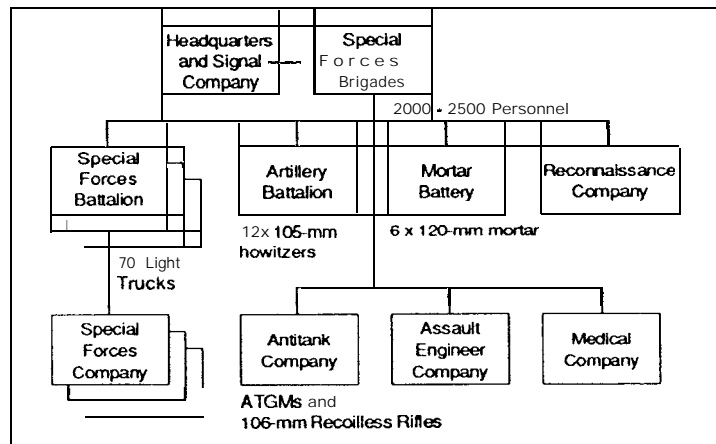 Headquarters
and Signal
Company
Special
Forces
Brigades
2000 - 2500 Personnel
Special
Forces
Battalion
Artillery
Battalion
Mortar
Battery
Reconnaissance
Company
12x 105-mm
howitzers
6 x 120-mm mortar
70 Light
Trucks
Special
Forces
Company
Antitank
Company
Assault
Engineer
Company
Medical
Company
ATGMs and
106-mm Recoilless Rifles